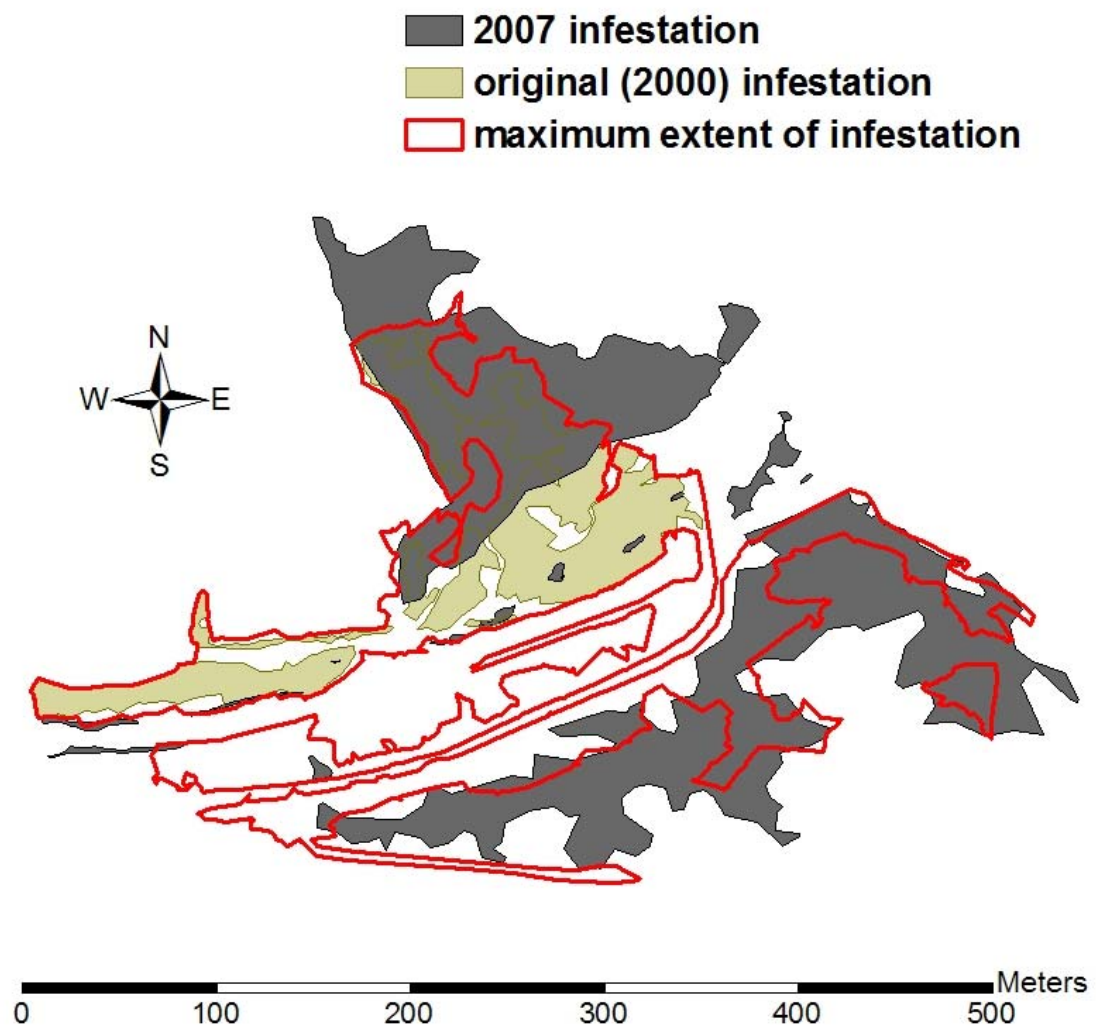 2007 infestation
original (2000) infestation
maximum extent of infestation
N
W E
S
Meters
0 100 200 300 400 500